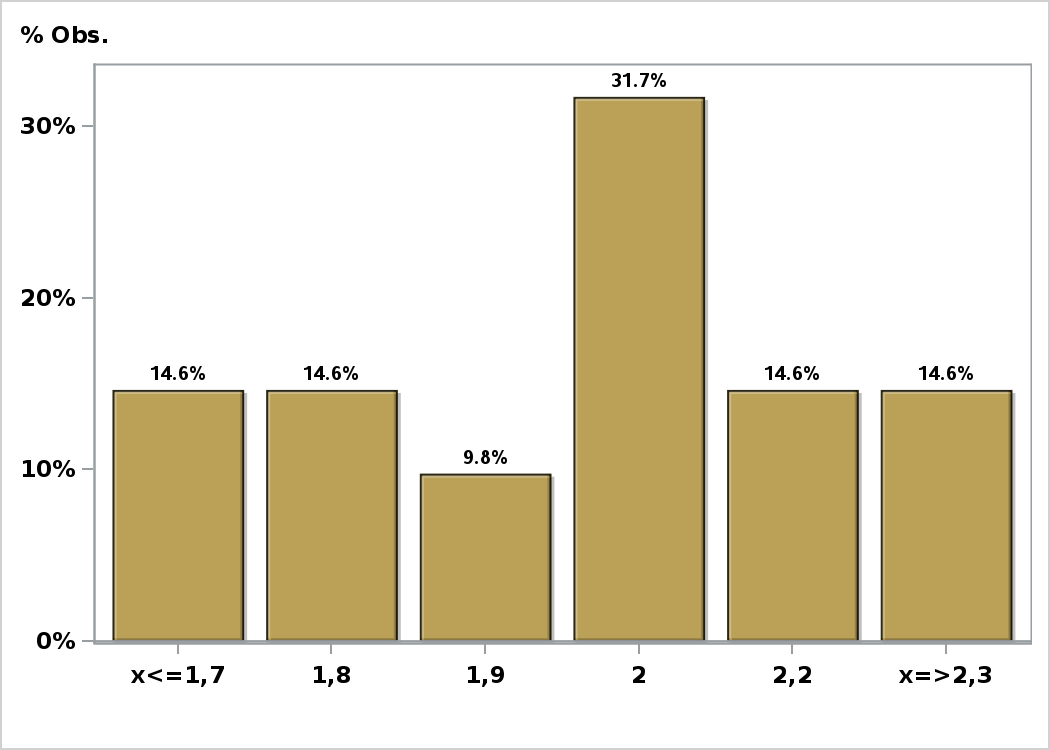 % Obs.
31.7%
30%
20%
14.6% 14.6% 14.6% 14.6%
9.8%
10%
0%
x<=1,7 1,8 1,9 2 2,2 x=>2,3